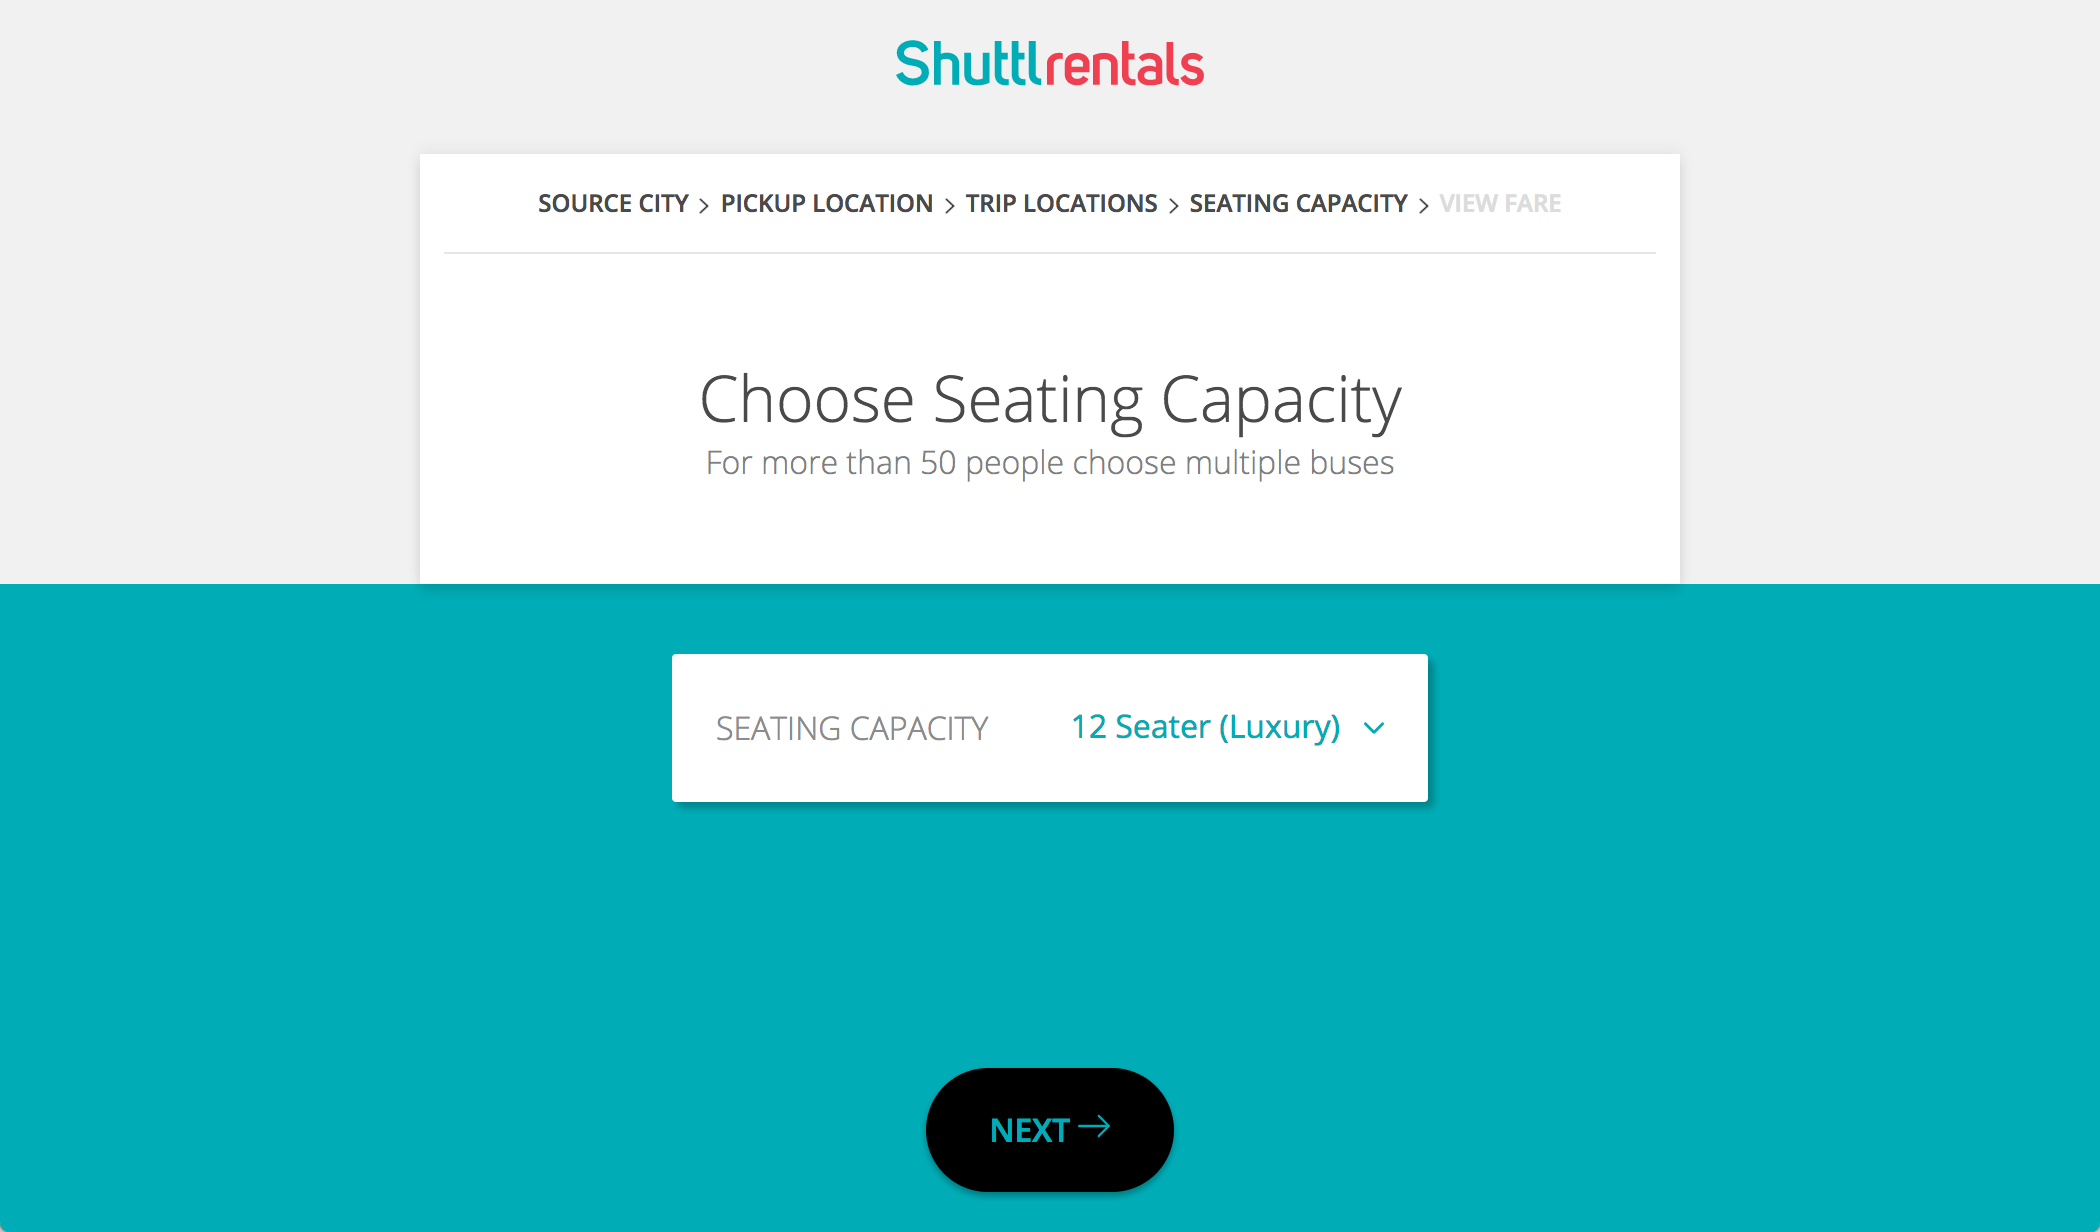 Shuttlrentals
SOURCE CITY > PICKUP LOCATION > TRIP LOCATIONS > SEATING CAPACITY > VIEW FARE
Choose Seating Capacity
For more than 50 people choose multiple buses
SEATING CAPACITY 12 Seater (Luxury)
NEXT →